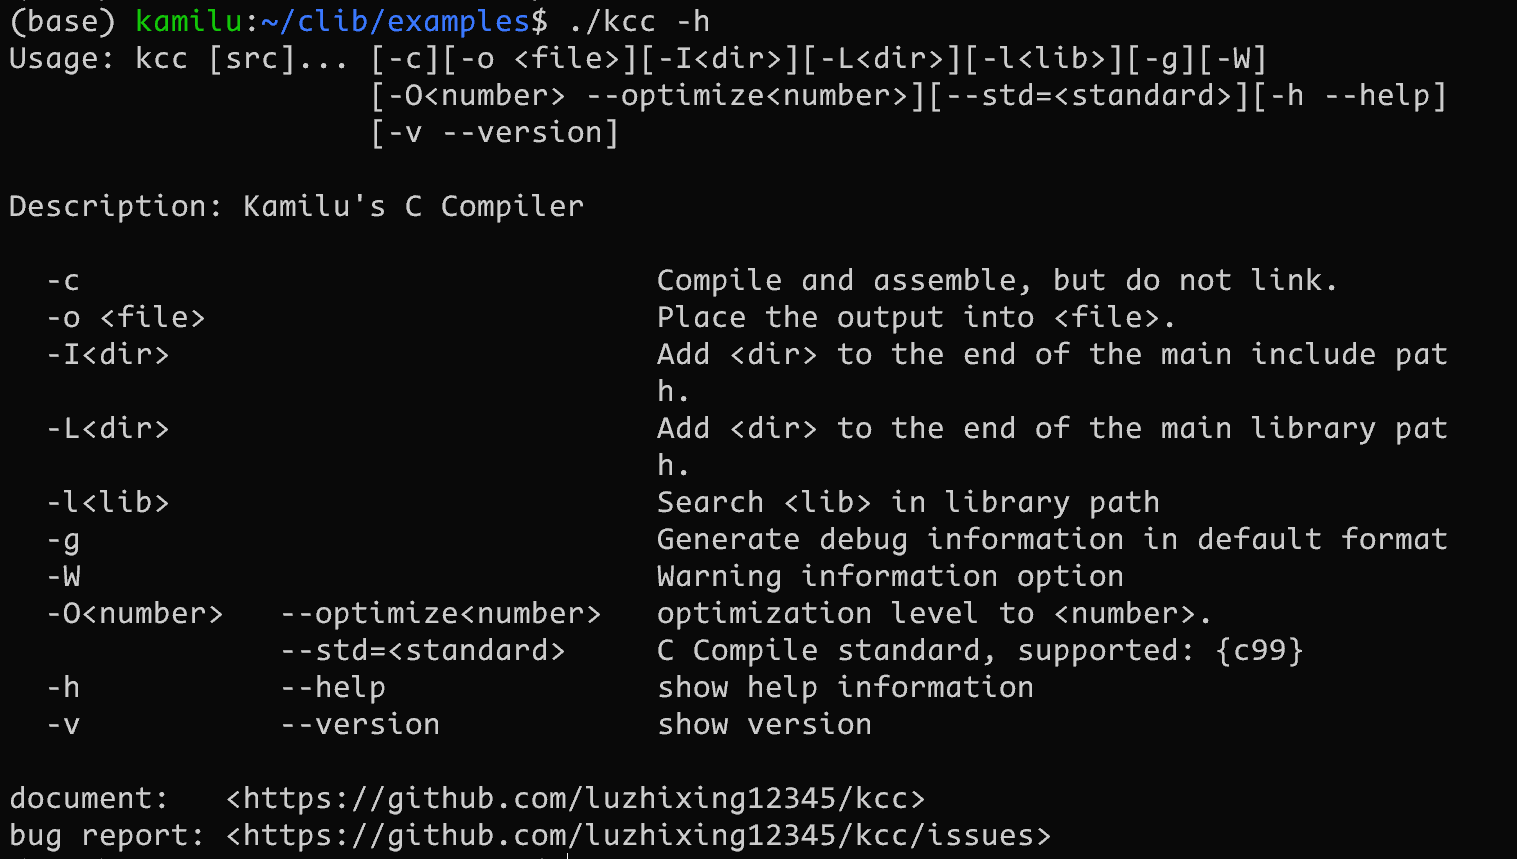 (base) kamilu:~/clib/examples$ ./kcc -h
Usage: kcc [src]... [-c][-o <file>][-I<dir>][-L<dir>][-l<lib>][-g][-W]
                    [-O<number> --optimize<number>][--std=<standard>][-h --help]
                    [-v --version]

Description: Kamilu's C Compiler

  -c                                Compile and assemble, but do not link.
  -o <file>                         Place the output into <file>.
  -I<dir>                           Add <dir> to the end of the main include pat
                                    h.
  -L<dir>                           Add <dir> to the end of the main library pat
                                    h.
  -l<lib>                           Search <lib> in library path
  -g                                Generate debug information in default format
  -W                                Warning information option
  -O<number>   --optimize<number>   optimization level to <number>.
               --std=<standard>     C Compile standard, supported: {c99}
  -h           --help               show help information
  -v           --version            show version

document:   <https://github.com/luzhixing12345/kcc>
bug report: <https://github.com/luzhixing12345/kcc/issues>